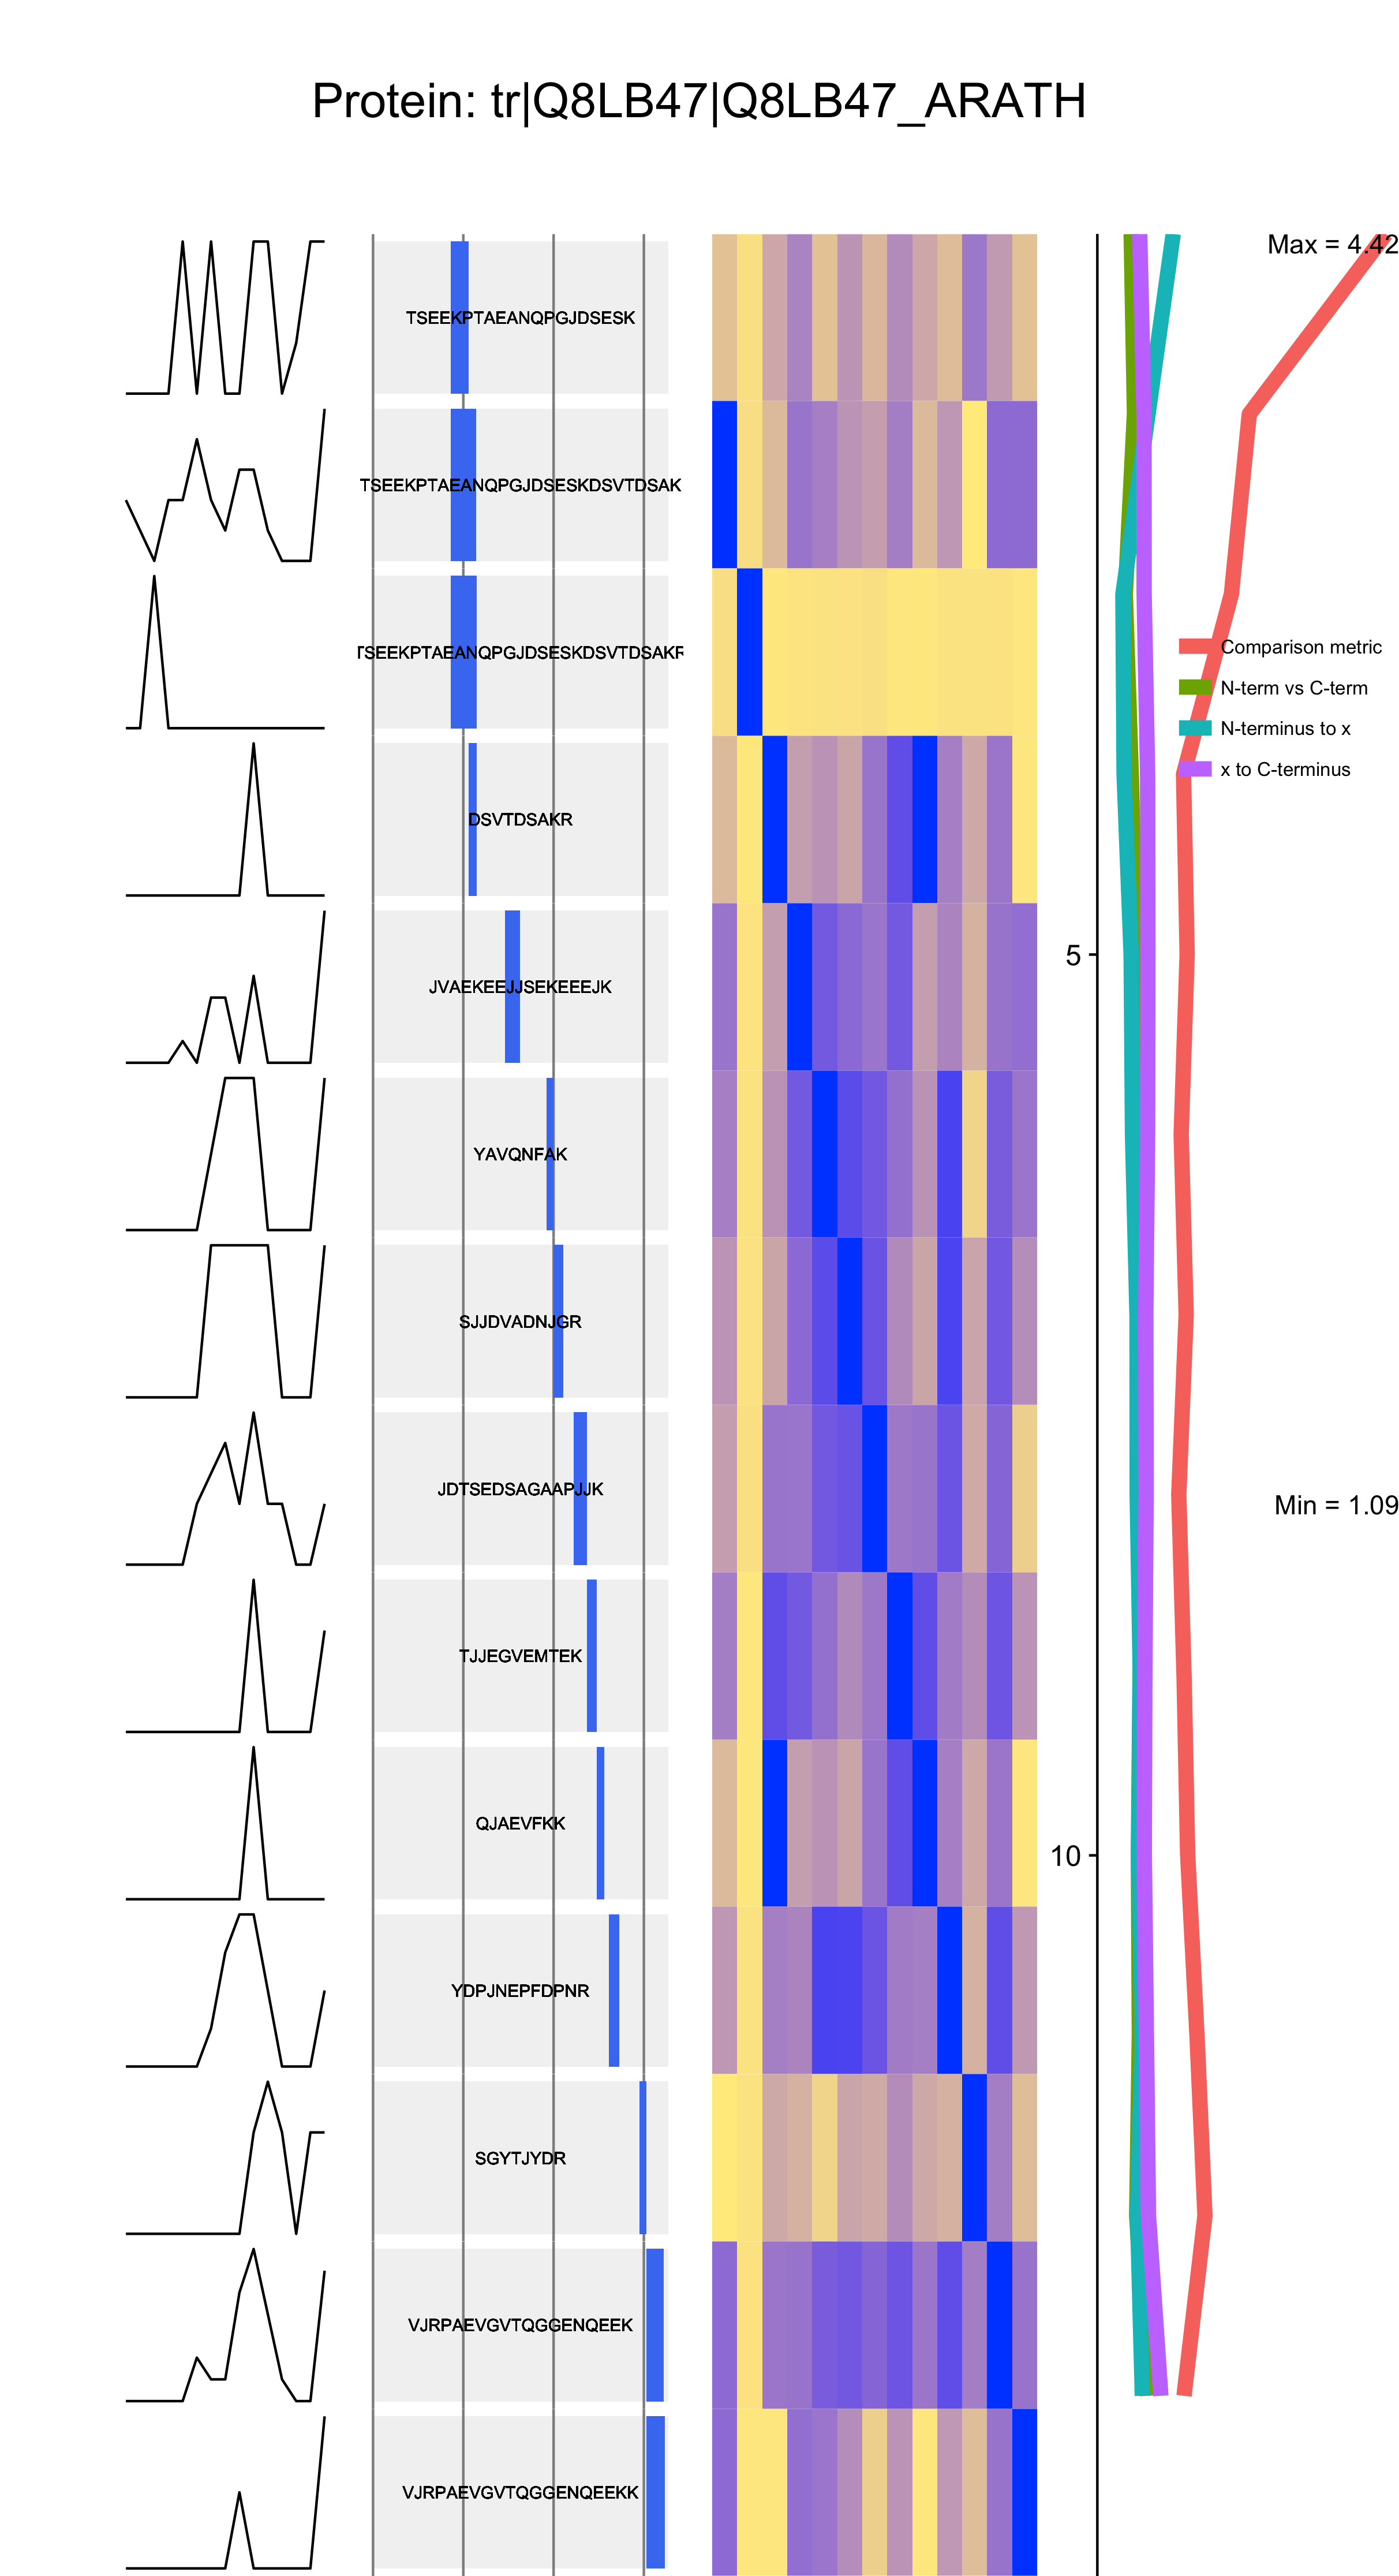 Protein: tr|Q8LB47|Q8LB47_ARATH
Max = 4.42
TSEEKPTAEANQPGJDSESK
TSEEKPTAEANQPGJDSESKDSVTDSAK
TSEEKPTAEANQPGJDSESKDSVTDSAKR
Comparison metric
N-term vs C-term
N-terminus to x
x to C-terminus
DSVTDSAKR
5
JVAEKEEJJSEKEEEJK
YAVQNFAK
SJJDVADNJGR
JDTSEDSAGAAPJJK
Min = 1.09
TJJEGVEMTEK
QJAEVFKK
10
YDPJNEPFDPNR
SGYTJYDR
VJRPAEVGVTQGGENQEEK
VJRPAEVGVTQGGENQEEKK